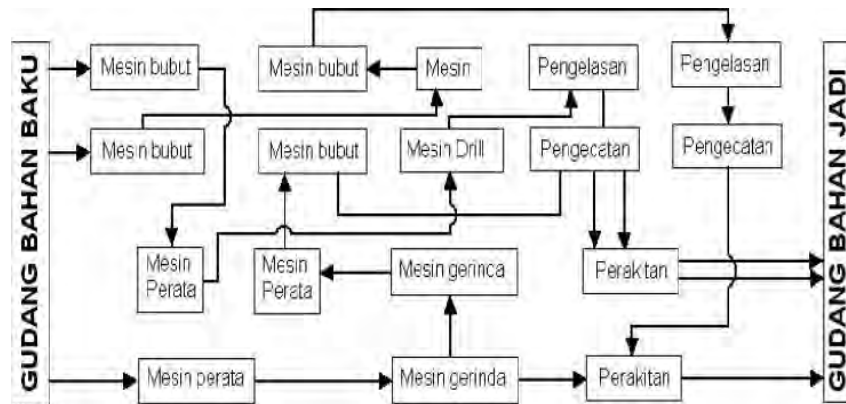 GUDANG BAHAN BAKU
Mesin bubut
Mesin bubut
Mesin
Pengelasan
Pengelasan
Mesin bubut
Mesin bubut
Mesin Drill
Pengecatan
Pengecatan
Mesin
Perata
Mesin
Perata
Mesin gerinca
Perakitan
Mesin perata
Mesin gerinda
Perakitan
GUDANG BAHAN JADI